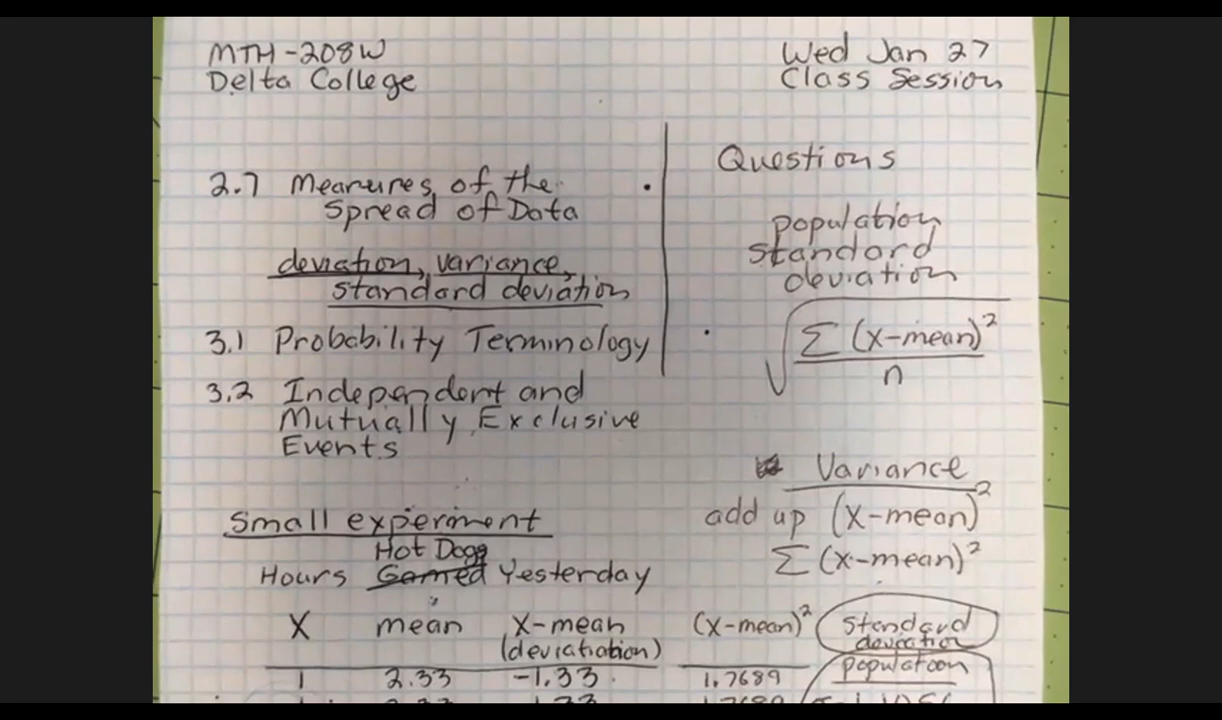 MTH-208W
Delta College
Wed Jan 27
Class Session
2.7 Measures of the
Spread of Data
deviation, variance,
standard deviation
3.1 Probability Terminology
3.2 Independent and
Mutually Exclusive
Events
Questions
population
standard
deviation
√(Σ(x-mean)²/n)
Variance
add up (x-mean)²
Σ(x-mean)²
Small experiment
Hot Dogs
Hours Gamed Yesterday
X mean X-mean (x-mean)² standard
(deviatiation) deviation
1 2.33 -1.33 1.7689 population